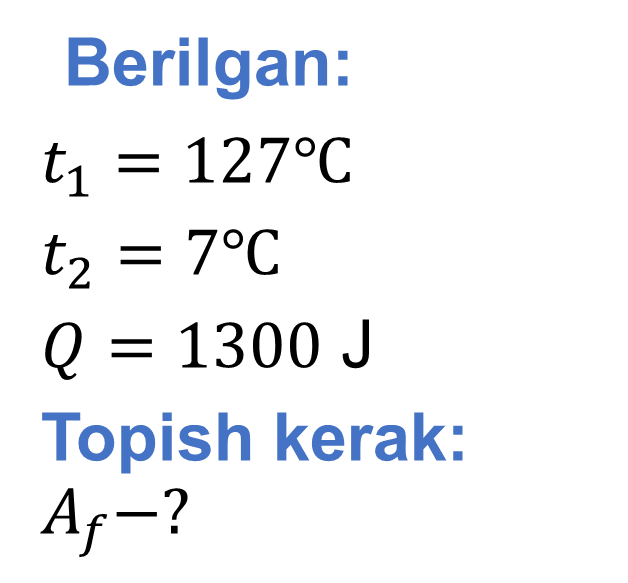 Berilgan:
t₁ = 127°C
t₂ = 7°C
Q = 1300 J
Topish kerak:
A_f−?